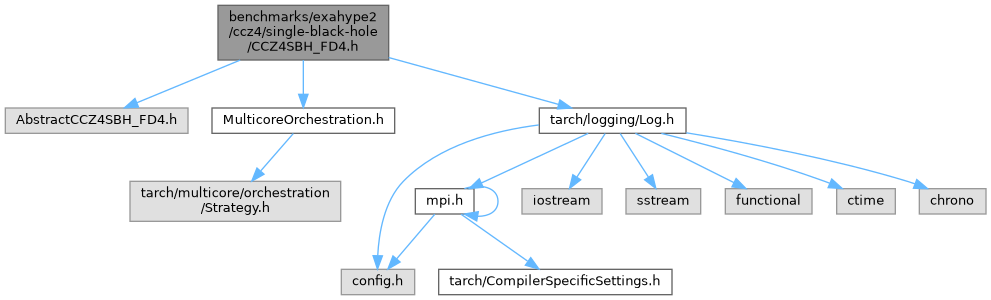 benchmarks/exahype2
/ccz4/single-black-hole
/CCZ4SBH_FD4.h
AbstractCCZ4SBH_FD4.h
MulticoreOrchestration.h
tarch/logging/Log.h
tarch/multicore/orchestration
/Strategy.h
mpi.h
iostream
sstream
functional
ctime
chrono
config.h
tarch/CompilerSpecificSettings.h